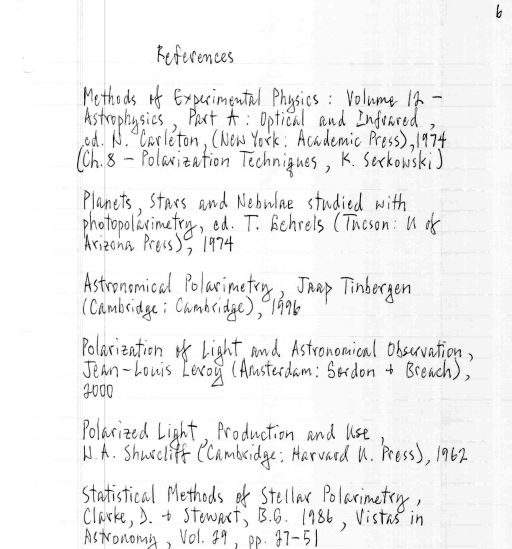 6
References
Methods of Experimental Physics : Volume 12 –
Astrophysics , Part A : Optical and Infrared ,
ed. N. Carleton, (New York : Academic Press), 1974
(Ch. 8 – Polarization Techniques , K. Serkowski)
Planets, Stars and Nebulae studied with
photopolarimetry, ed. T. Gehrels (Tucson : U of
Arizona Press), 1974
Astronomical Polarimetry, Jaap Tinbergen
(Cambridge : Cambridge), 1996
Polarization of Light and Astronomical Observation,
Jean-Louis Leroy (Amsterdam : Gordon + Breach),
2000
Polarized Light, Production and Use,
W. A. Shurcliff (Cambridge : Harvard U. Press), 1962
Statistical Methods of Stellar Polarimetry,
Clarke, D. + Stewart, B.G. 1986, Vistas in
Astronomy, Vol. 29, pp. 27-51